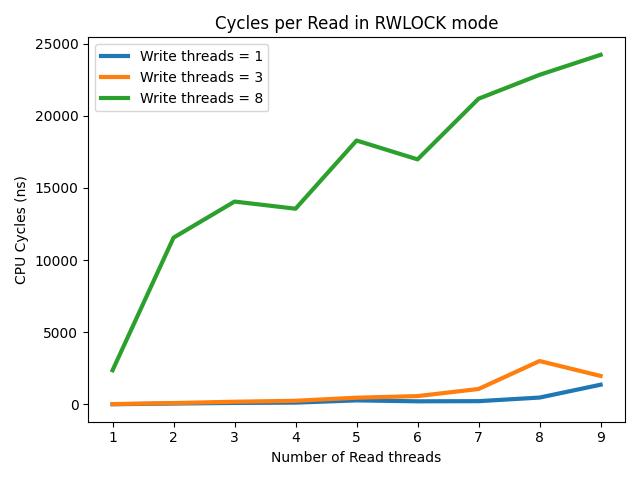 Cycles per Read in RWLOCK mode
Write threads = 1
Write threads = 3
Write threads = 8
CPU Cycles (ns)
25000
20000
15000
10000
5000
0
1 2 3 4 5 6 7 8 9
Number of Read threads